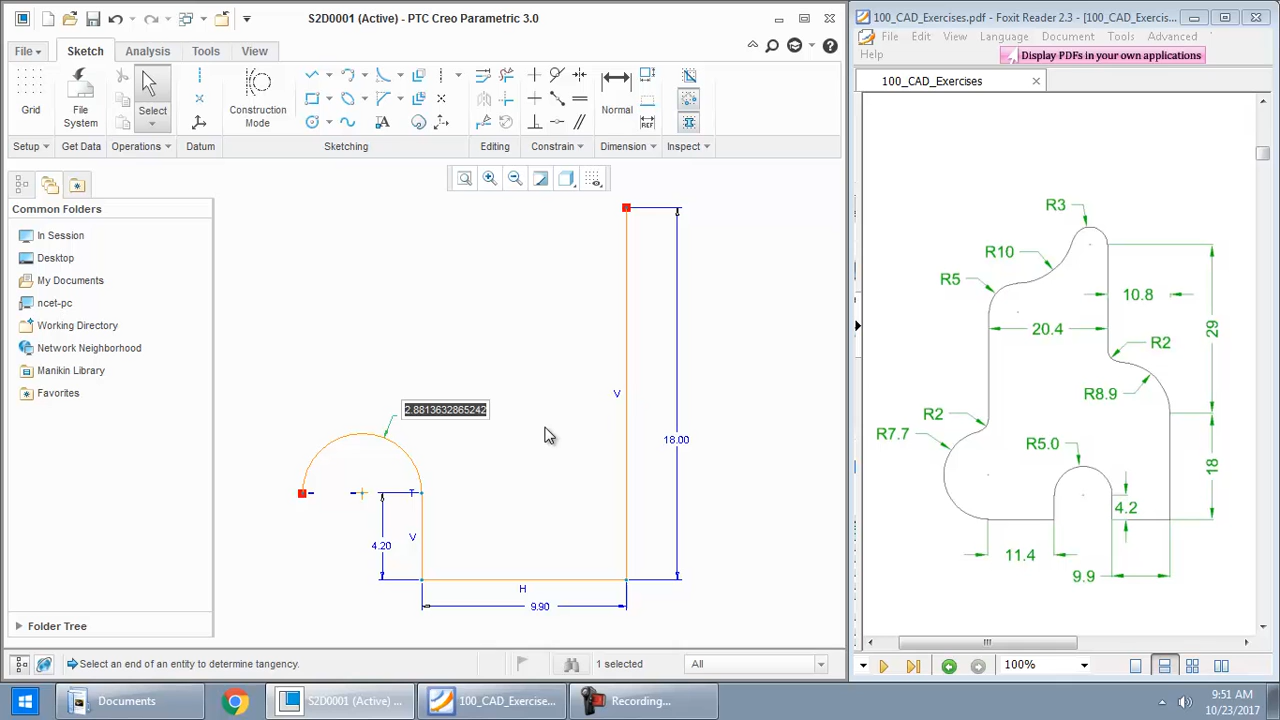 S2D0001 (Active) - PTC Creo Parametric 3.0
File
Sketch
Analysis
Tools
View
Grid
File System
Select
Construction Mode
Normal
REF
Setup
Get Data
Operations
Datum
Sketching
Editing
Constrain
Dimension
Inspect
Common Folders
In Session
Desktop
My Documents
ncet-pc
Working Directory
Network Neighborhood
Manikin Library
Favorites
Folder Tree
2.8813632865242
V
18.00
T
4.20
V
H
9.90
Select an end of an entity to determine tangency.
1 selected
All
100_CAD_Exercises.pdf - Foxit Reader 2.3 - [100_CAD_Exercis...
File
Edit
View
Language
Document
Tools
Advanced
Help
Display PDFs in your own applications
100_CAD_Exercises
R3
R10
R5
10.8
20.4
29
R2
R8.9
R2
R7.7
R5.0
18
4.2
11.4
9.9
100%
Documents
S2D0001 (Active) ...
100_CAD_Exercise...
Recording...
9:51 AM
10/23/2017